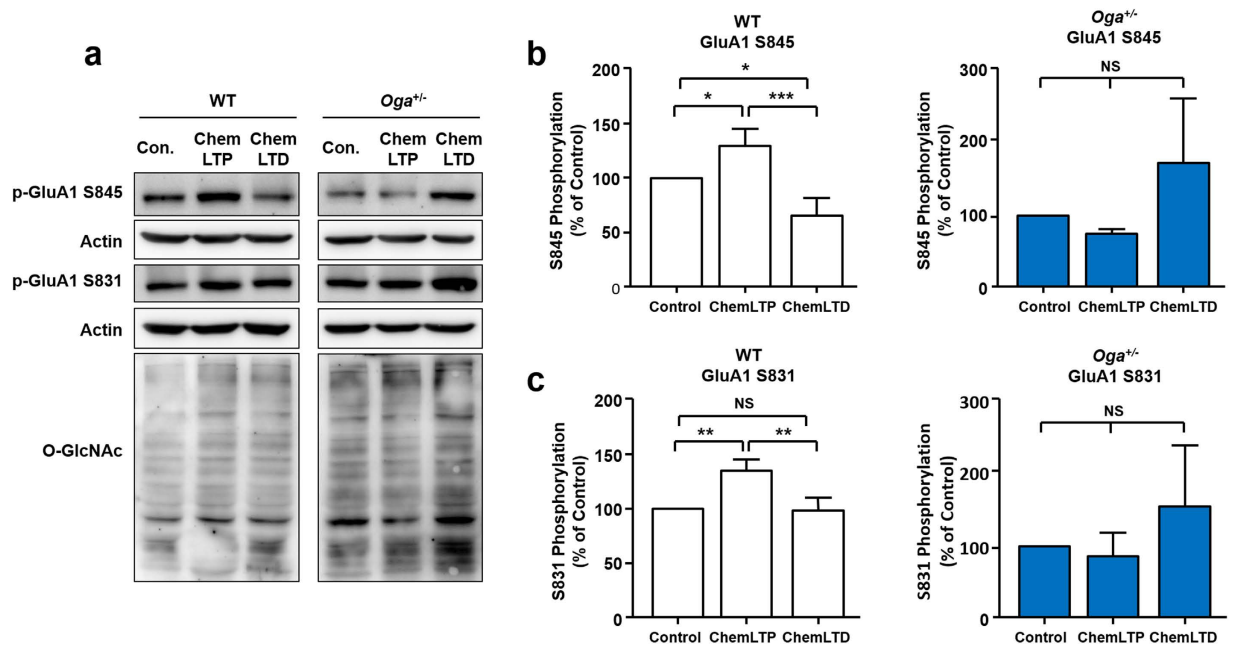 a
WT
Oga+/-
Con.
Chem
LTP
Chem
LTD
Con.
Chem
LTP
Chem
LTD
p-GluA1 S845
Actin
p-GluA1 S831
Actin
O-GlcNAc
b
WT
GluA1 S845
S845 Phosphorylation
(% of Control)
200
150
100
50
0
*
*
***
Control
ChemLTP
ChemLTD
Oga+/-
GluA1 S845
S845 Phosphorylation
(% of Control)
300
200
100
0
NS
Control
ChemLTP
ChemLTD
c
WT
GluA1 S831
S831 Phosphorylation
(% of Control)
200
150
100
50
0
NS
**
**
Control
ChemLTP
ChemLTD
Oga+/-
GluA1 S831
S831 Phosphorylation
(% of Control)
300
200
100
0
NS
Control
ChemLTP
ChemLTD